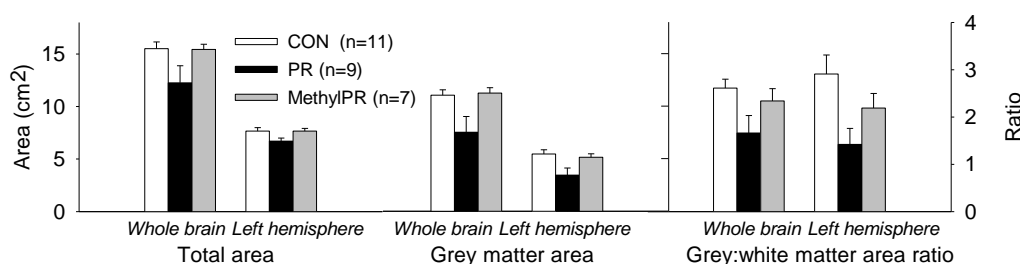 CON (n=11)
PR (n=9)
MethylPR (n=7)
Area (cm2)
15
10
5
0
4
3
2
1
0
Ratio
Whole brain Left hemisphere Whole brain Left hemisphere Whole brain Left hemisphere
Total area Grey matter area Grey:white matter area ratio